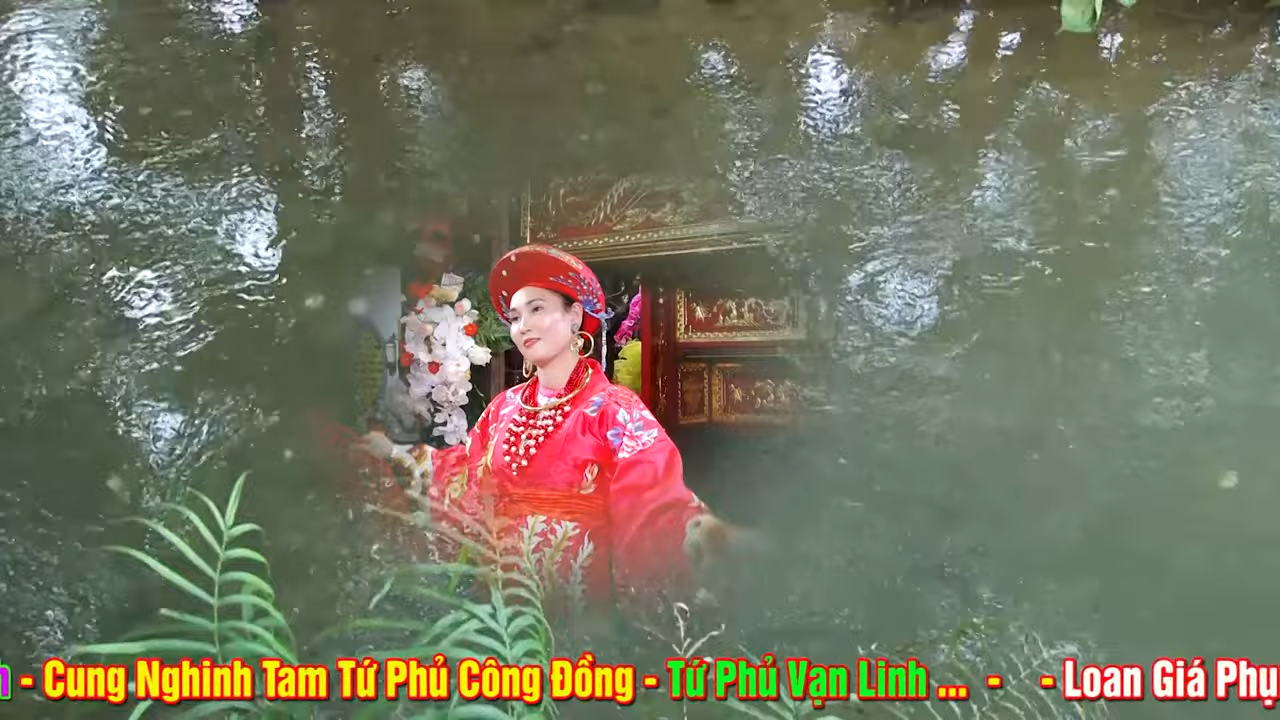 - Cung Nghinh Tam Tứ Phủ Công Đồng - Tứ Phủ Vạn Linh ... - - Loan Giá Phụ